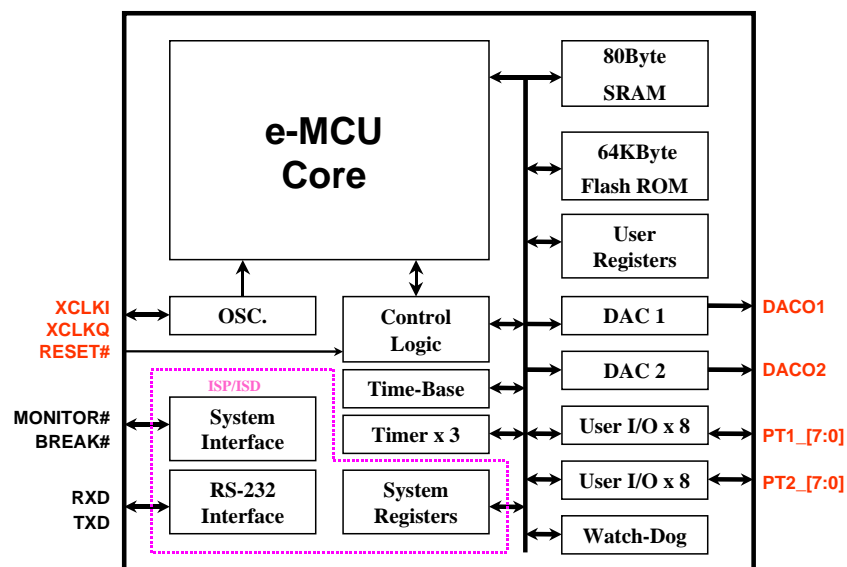 e-MCU
Core
80Byte
SRAM
64KByte
Flash ROM
User
Registers
XCLKI
XCLKQ
RESET#
OSC.
Control
Logic
DAC 1
DACO1
DAC 2
DACO2
ISP/ISD
Time-Base
MONITOR#
BREAK#
System
Interface
Timer x 3
User I/O x 8
PT1_[7:0]
RXD
TXD
RS-232
Interface
System
Registers
User I/O x 8
PT2_[7:0]
Watch-Dog